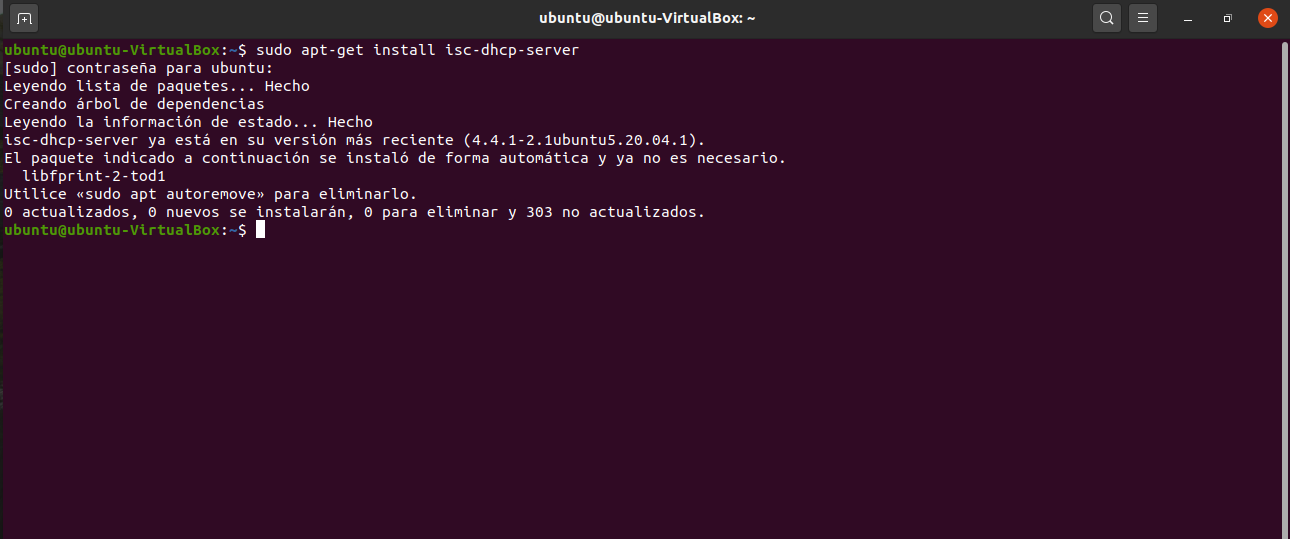 ubuntu@ubuntu-VirtualBox: ~
ubuntu@ubuntu-VirtualBox:~$ sudo apt-get install isc-dhcp-server
[sudo] contraseña para ubuntu:
Leyendo lista de paquetes... Hecho
Creando árbol de dependencias
Leyendo la información de estado... Hecho
isc-dhcp-server ya está en su versión más reciente (4.4.1-2.1ubuntu5.20.04.1).
El paquete indicado a continuación se instaló de forma automática y ya no es necesario.
  libfprint-2-tod1
Utilice «sudo apt autoremove» para eliminarlo.
0 actualizados, 0 nuevos se instalarán, 0 para eliminar y 303 no actualizados.
ubuntu@ubuntu-VirtualBox:~$